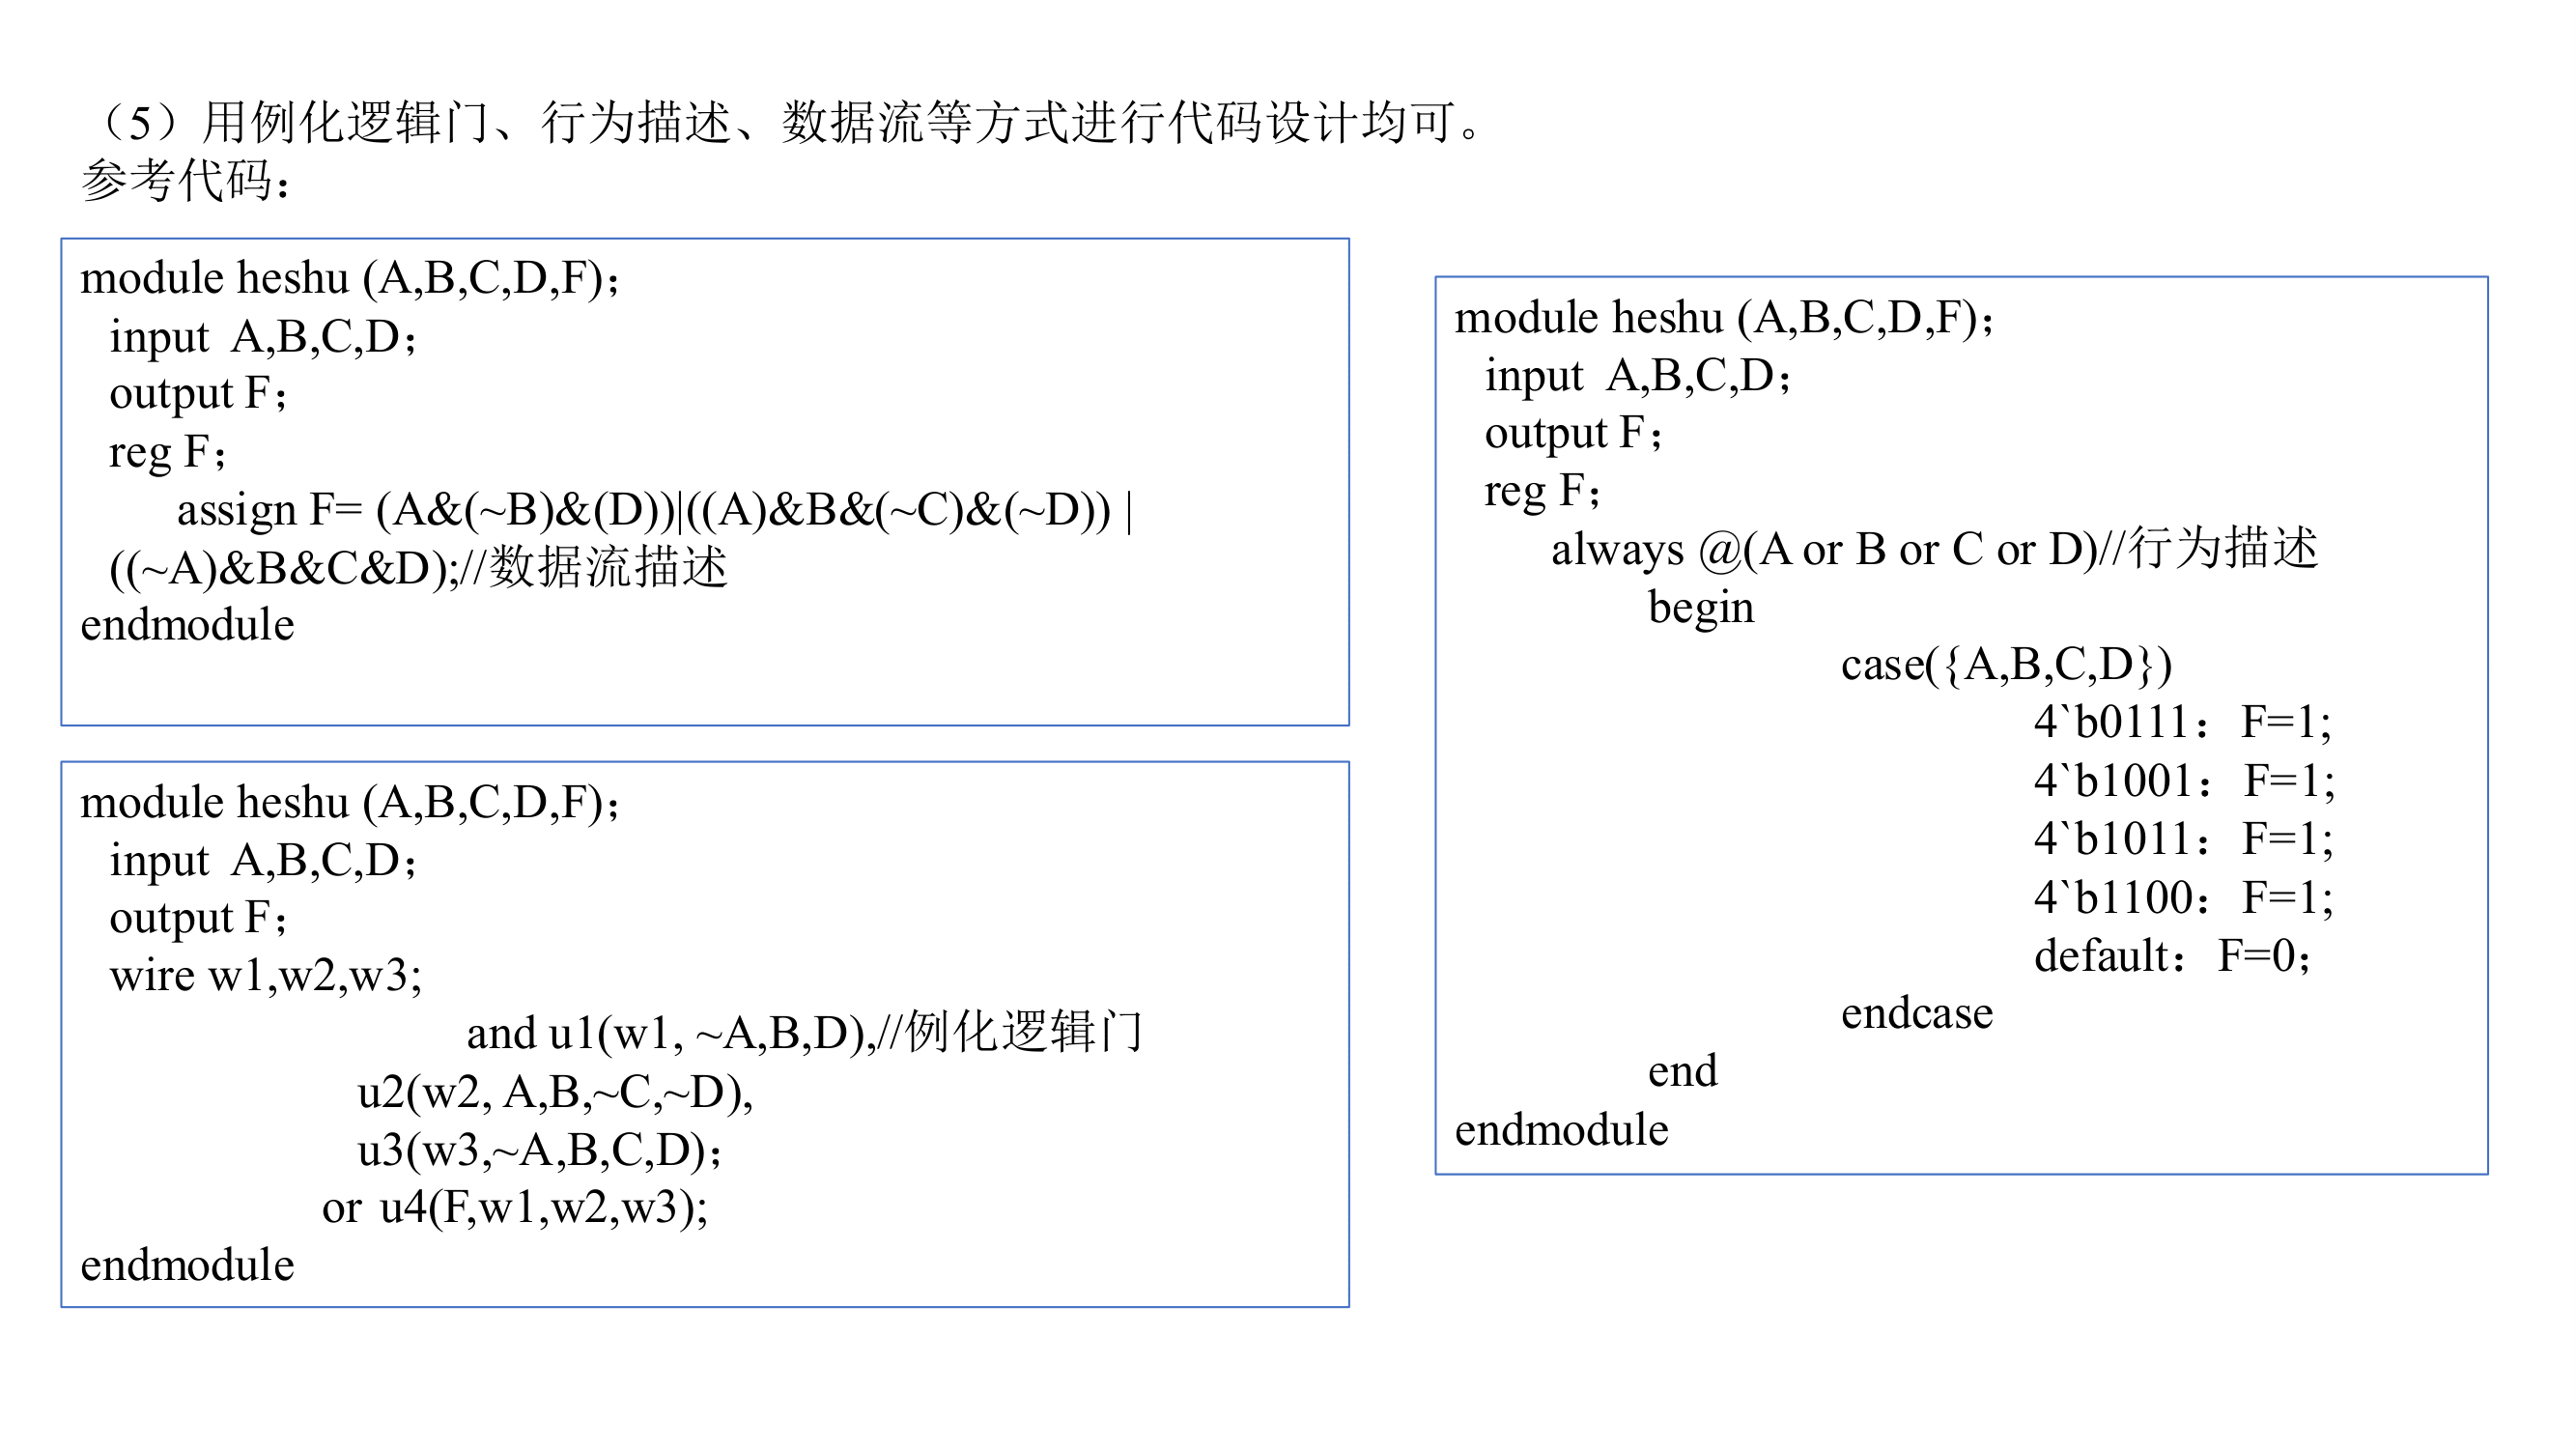 （5）用例化逻辑门、行为描述、数据流等方式进行代码设计均可。
参考代码：
module heshu (A,B,C,D,F)；
input  A,B,C,D；
output F；
reg F；
assign F= (A&(~B)&(D))|((A)&B&(~C)&(~D)) |
((~A)&B&C&D);//数据流描述
endmodule
module heshu (A,B,C,D,F)；
input  A,B,C,D；
output F；
wire w1,w2,w3;
and u1(w1, ~A,B,D),//例化逻辑门
u2(w2, A,B,~C,~D),
u3(w3,~A,B,C,D)；
or  u4(F,w1,w2,w3);
endmodule
module heshu (A,B,C,D,F)；
input  A,B,C,D；
output F；
reg F；
always @(A or B or C or D)//行为描述
begin
case({A,B,C,D})
4`b0111：F=1;
4`b1001：F=1;
4`b1011：F=1;
4`b1100：F=1;
default：F=0；
endcase
end
endmodule